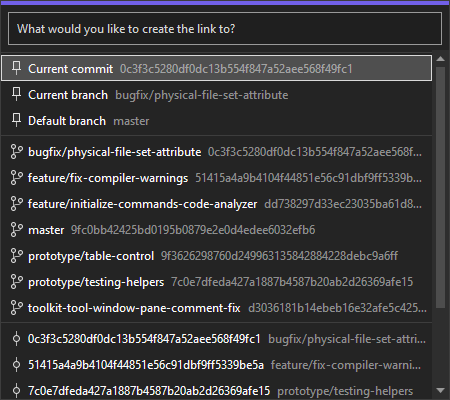 What would you like to create the link to?
Current commit 0c3f3c5280df0dc13b554f847a52aee568f49fc1
Current branch bugfix/physical-file-set-attribute
Default branch master
bugfix/physical-file-set-attribute 0c3f3c5280df0dc13b554f847a52aee568f...
feature/fix-compiler-warnings 51415a4a9b4104f44851e56c91dbf9ff5339b...
feature/initialize-commands-code-analyzer dd738297d33ec23035ba61d8...
master 9fc0bb42425bd0195b0879e2e0d4edee6032efb6
prototype/table-control 9f3626298760d249963135842884228debc9a6ff
prototype/testing-helpers 7c0e7dfeda427a1887b4587b20ab2d26369afe15
toolkit-tool-window-pane-comment-fix d3036181b14ebeb16e32afe5c425...
0c3f3c5280df0dc13b554f847a52aee568f49fc1 bugfix/physical-file-set-attri...
51415a4a9b4104f44851e56c91dbf9ff5339be5a feature/fix-compiler-warni...
7c0e7dfeda427a1887b4587b20ab2d26369afe15 prototype/testing-helpers